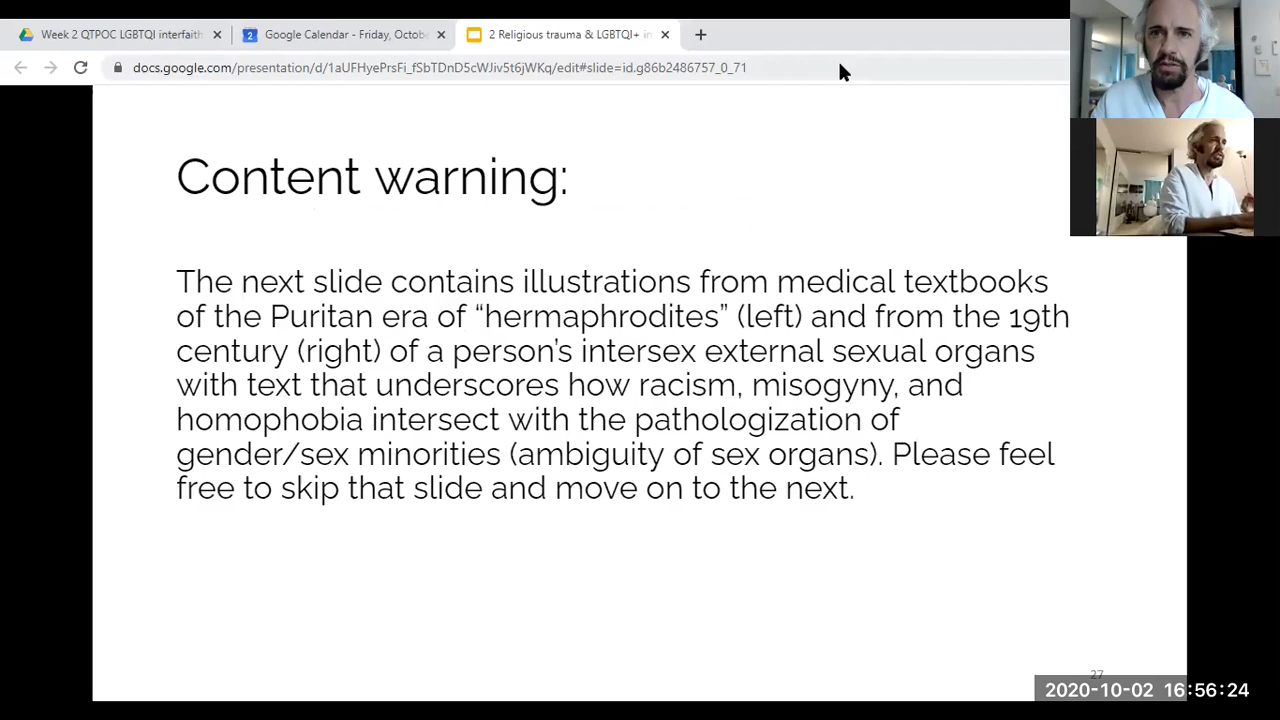 Week 2 QTPOC LGBTQI interfaith
Google Calendar - Friday, Octobe
2 Religious trauma & LGBTQI+ in
docs.google.com/presentation/d/1aUFHyePrsFi_fSbTDnD5cWJiv5t6jWKq/edit#slide=id.g86b2486757_0_71
Content warning:
The next slide contains illustrations from medical textbooks
of the Puritan era of “hermaphrodites” (left) and from the 19th
century (right) of a person’s intersex external sexual organs
with text that underscores how racism, misogyny, and
homophobia intersect with the pathologization of
gender/sex minorities (ambiguity of sex organs). Please feel
free to skip that slide and move on to the next.
27
2020-10-02 16:56:24